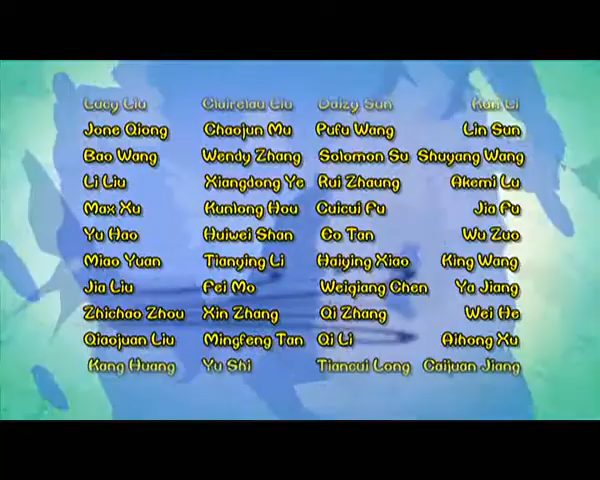 Lucy Liu Clairelau Liu Daizy Sun Kun Li
Jone Qiong Chaojun Mu Pufu Wang Lin Sun
Bao Wang Wendy Zhang Solomon Su Shuyang Wang
Li Liu Xiangdong Ye Rui Zhaung Akemi Lu
Max Xu Kunlong Hou Cuicui Fu Jia Fu
Yu Hao Huiwei Shan Bo Tan Wu Zuo
Miao Yuan Tianying Li Haiying Xiao King Wang
Jia Liu Fei Mo Weiqiang Chen Ya Jiang
Zhichao Zhou Xin Zhang Qi Zhang Wei He
Qiaojuan Liu Mingfeng Tan Qi Li Aihong Xu
Kang Huang Yu Shi Tiancui Long Caijuan Jiang